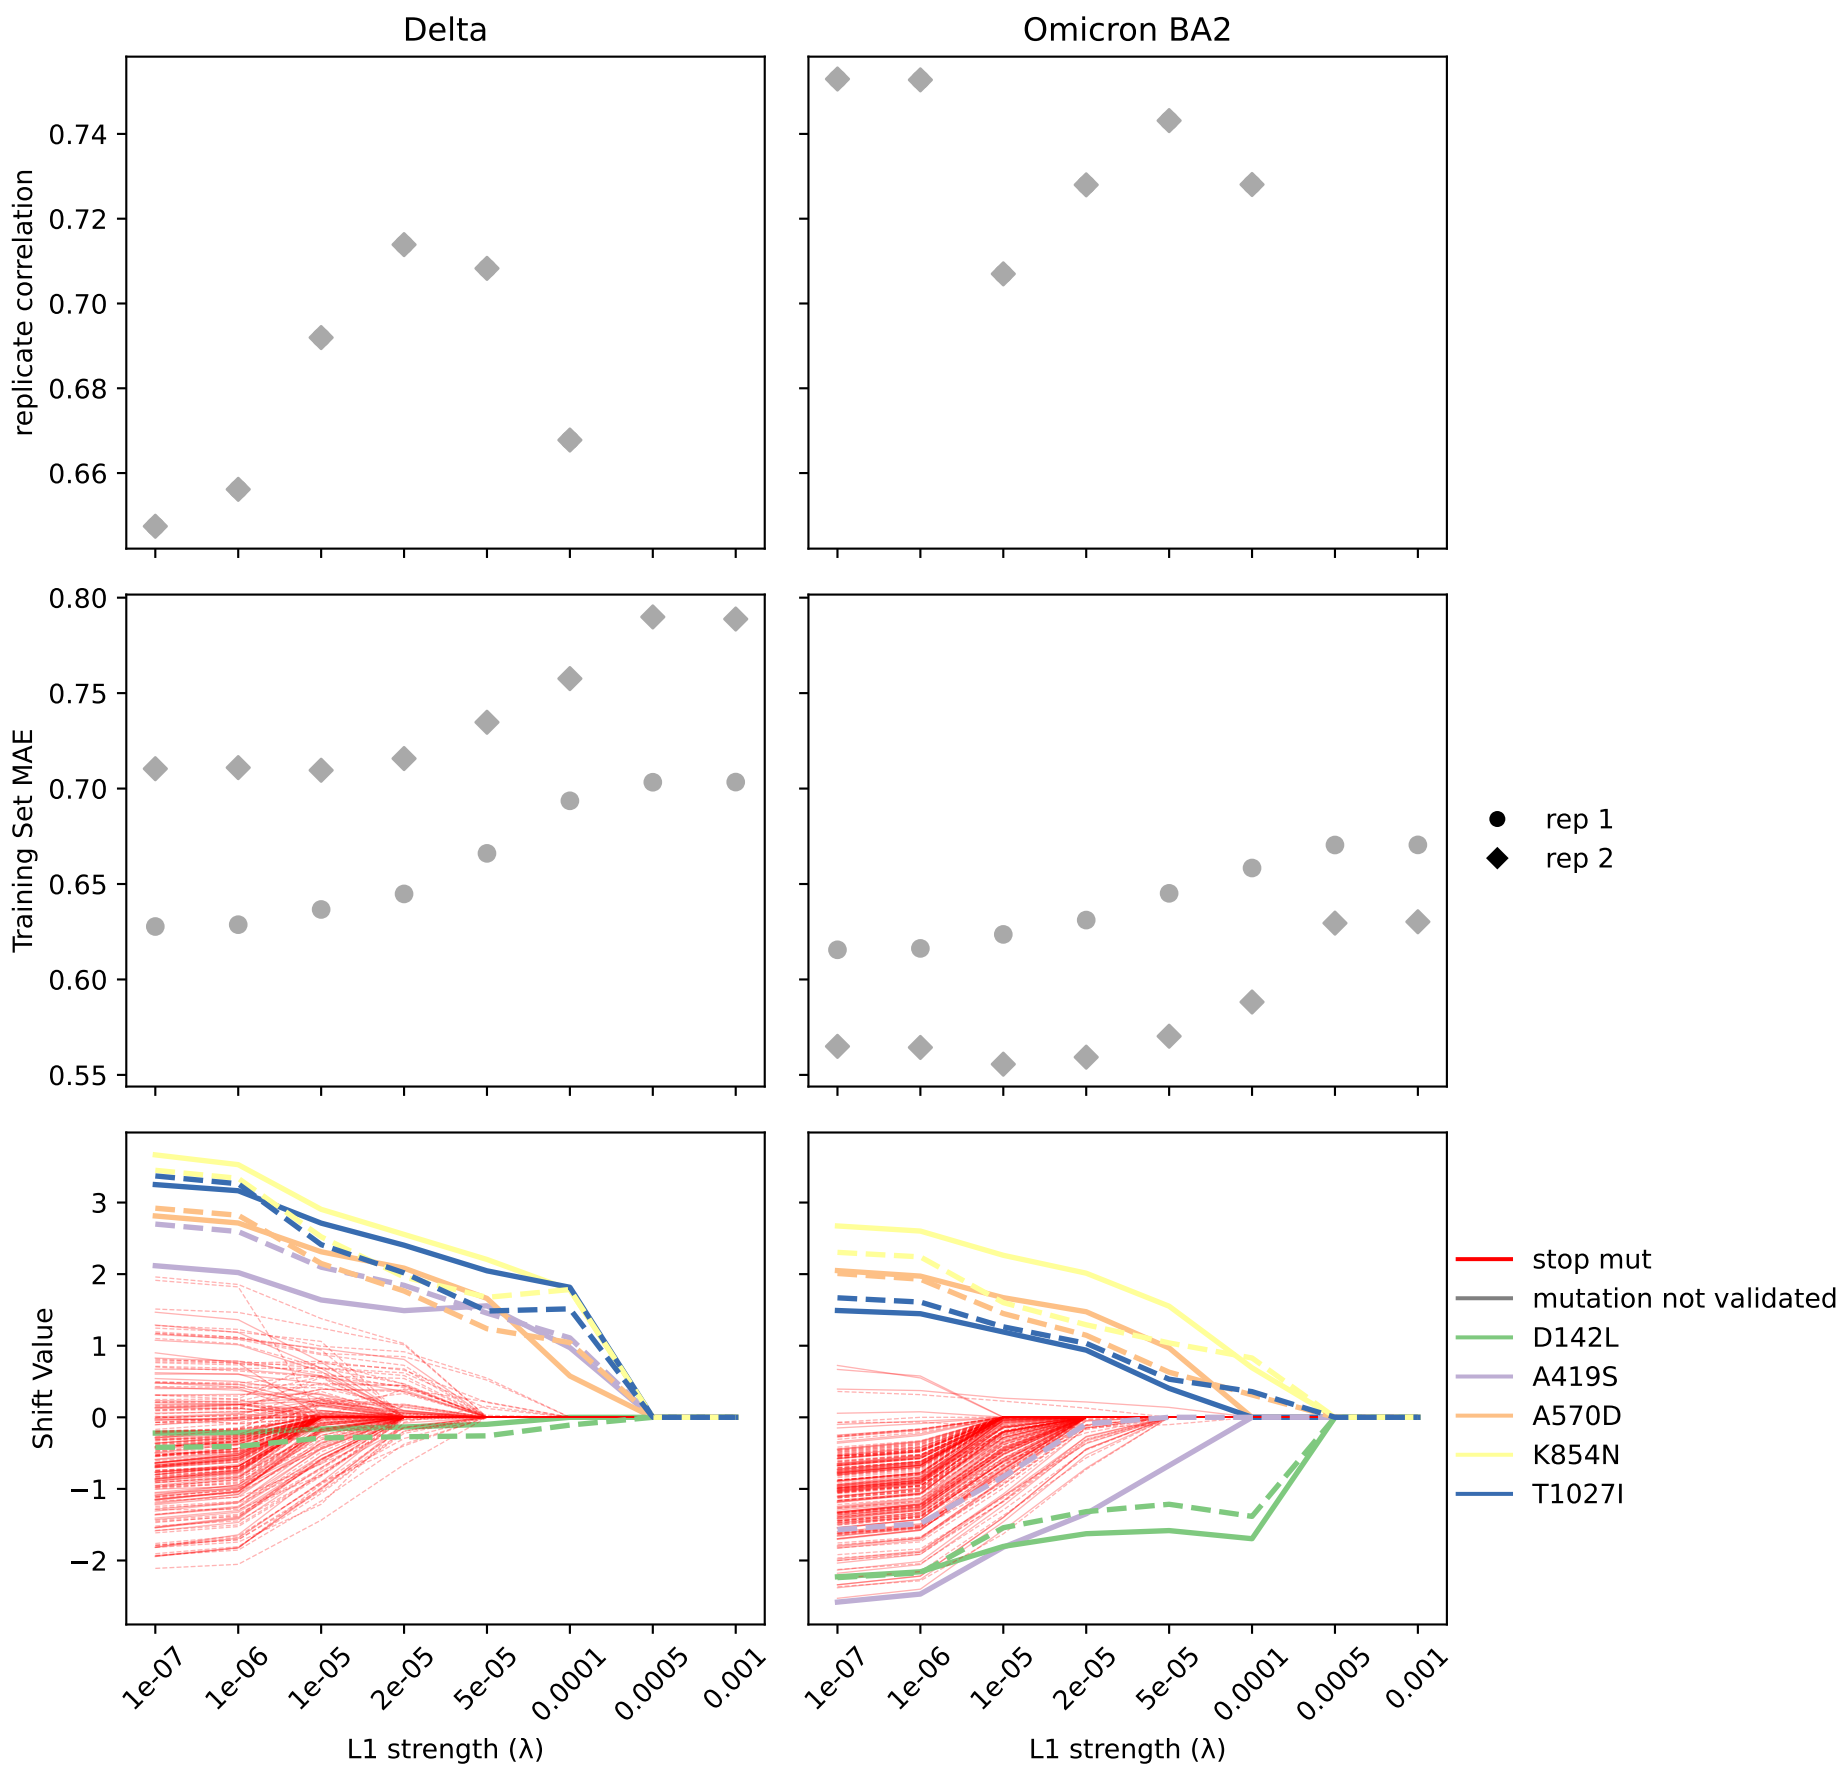 Delta
Omicron BA2
replicate correlation
0.74
0.72
0.70
0.68
0.66
Training Set MAE
0.80
0.75
0.70
0.65
0.60
0.55
rep 1
rep 2
Shift Value
3
2
1
0
−1
−2
stop mut
mutation not validated
D142L
A419S
A570D
K854N
T1027I
1e-07
1e-06
1e-05
2e-05
5e-05
0.0001
0.0005
0.001
1e-07
1e-06
1e-05
2e-05
5e-05
0.0001
0.0005
0.001
L1 strength (λ)
L1 strength (λ)